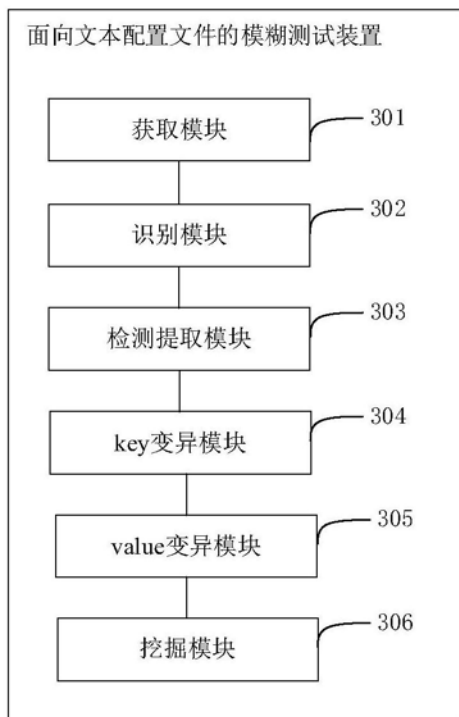 面向文本配置文件的模糊测试装置
获取模块 301
识别模块 302
检测提取模块 303
key变异模块 304
value变异模块 305
挖掘模块 306